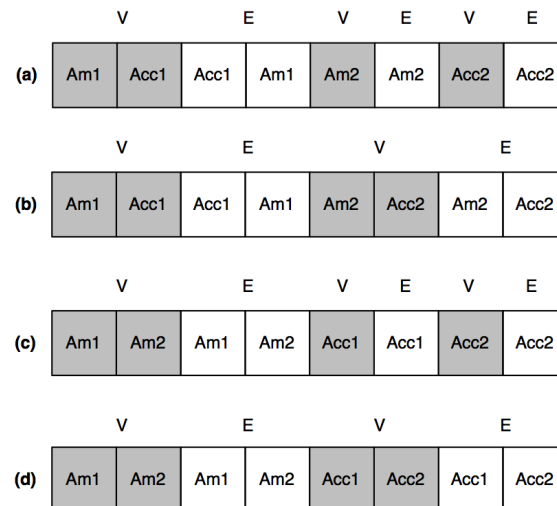 V E V E V E
(a) Am1 Acc1 Acc1 Am1 Am2 Am2 Acc2 Acc2
V E V E
(b) Am1 Acc1 Acc1 Am1 Am2 Acc2 Am2 Acc2
V E V E V E
(c) Am1 Am2 Am1 Am2 Acc1 Acc1 Acc2 Acc2
V E V E
(d) Am1 Am2 Am1 Am2 Acc1 Acc2 Acc1 Acc2